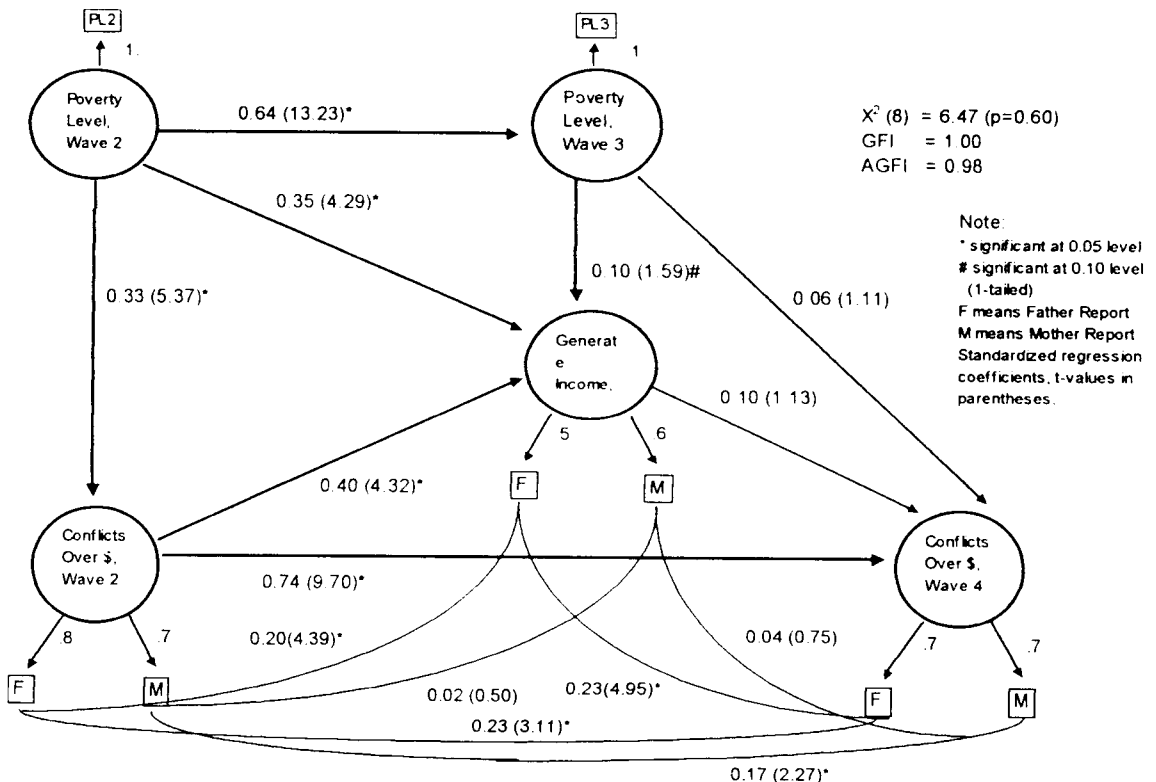 PL2
1.
PL3
1
Poverty
Level,
Wave 2
0.64 (13.23)*
Poverty
Level,
Wave 3
X² (8) = 6.47 (p=0.60)
GFI = 1.00
AGFI = 0.98
0.35 (4.29)*
Note:
* significant at 0.05 level
# significant at 0.10 level
(1-tailed)
F means Father Report
M means Mother Report
Standardized regression
coefficients, t-values in
parentheses.
0.33 (5.37)*
0.10 (1.59)#
0.06 (1.11)
Generat
e
Income,
0.10 (1.13)
.5
.6
0.40 (4.32)*
F
M
Conflicts
Over $,
Wave 2
0.74 (9.70)*
Conflicts
Over $,
Wave 4
.8
.7
0.20(4.39)*
0.04 (0.75)
.7
.7
F
M
0.02 (0.50)
0.23(4.95)*
F
M
0.23 (3.11)*
0.17 (2.27)*